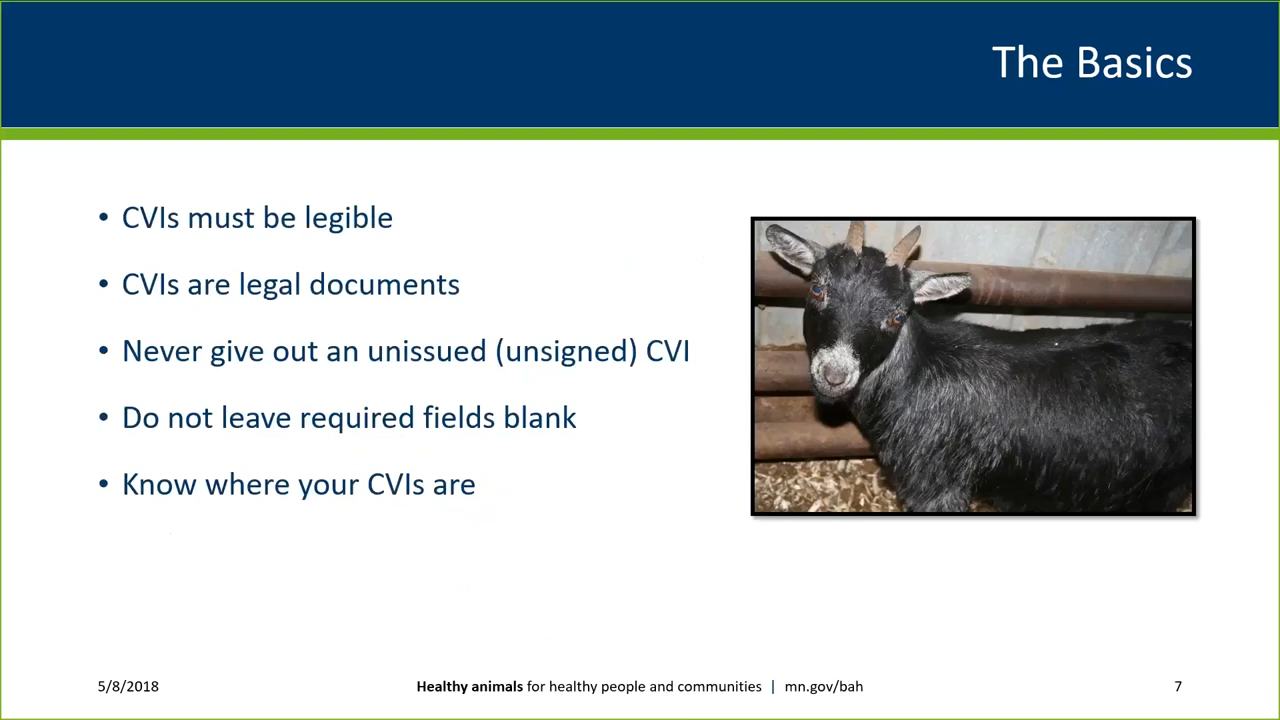 The Basics
• CVIs must be legible
• CVIs are legal documents
• Never give out an unissued (unsigned) CVI
• Do not leave required fields blank
• Know where your CVIs are
5/8/2018
Healthy animals for healthy people and communities | mn.gov/bah
7